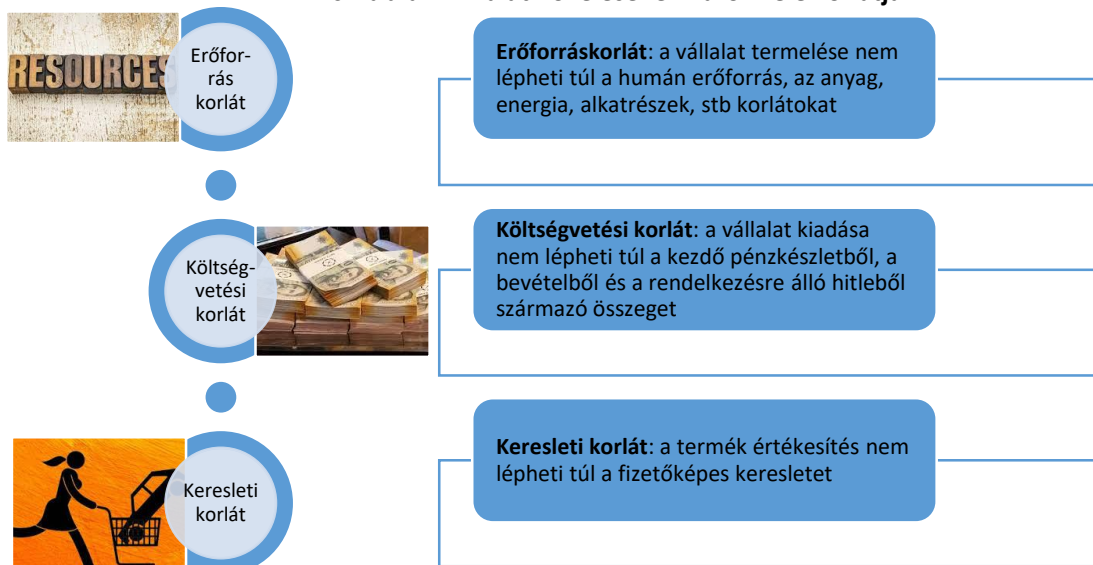 RESOURCES
Erőfor-
rás
korlát
Erőforráskorlát: a vállalat termelése nem
lépheti túl a humán erőforrás, az anyag,
energia, alkatrészek, stb korlátokat
Költség-
vetési
korlát
Költségvetési korlát: a vállalat kiadása
nem lépheti túl a kezdő pénzkészletből, a
bevételből és a rendelkezésre álló hitleből
származó összeget
Keresleti
korlát
Keresleti korlát: a termék értékesítés nem
lépheti túl a fizetőképes keresletet